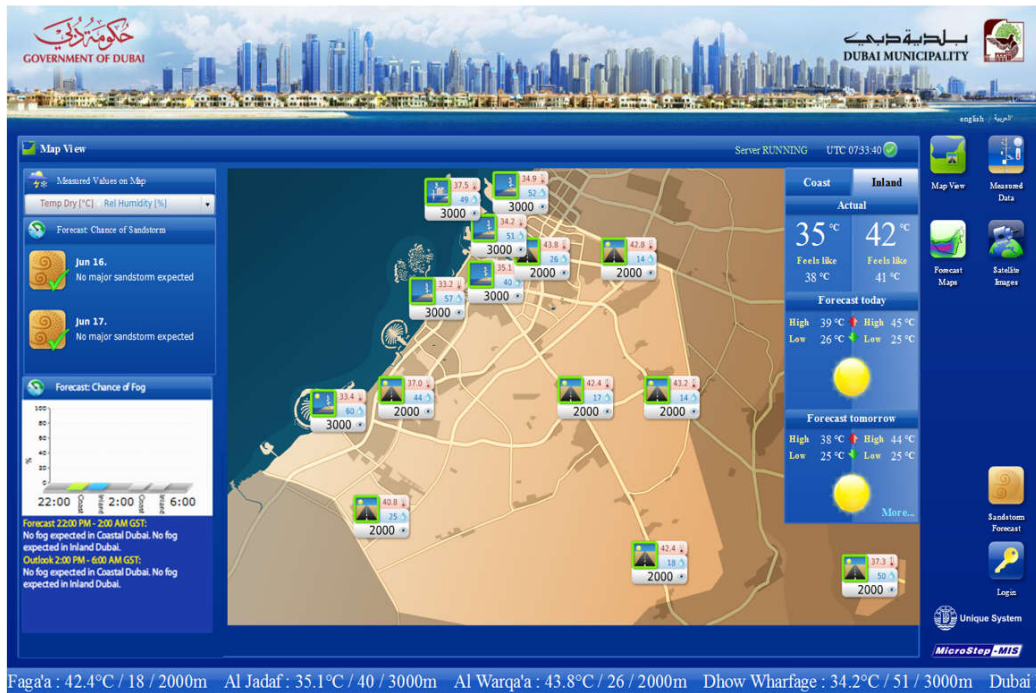 حكومة دبي
GOVERNMENT OF DUBAI
بلدية دبي
DUBAI MUNICIPALITY
english / العربية
Map View
Server RUNNING UTC 07:33:40
Measured Values on Map
Temp Dry [°C] Rel Humidity [%]
Forecast: Chance of Sandstorm
Jun 16.
No major sandstorm expected
Jun 17.
No major sandstorm expected
Forecast: Chance of Fog
100
80
60
40
20
0
%
22:00 Coast Inland 2:00 Coast Inland 6:00
Forecast 22:00 PM - 2:00 AM GST:
No fog expected in Coastal Dubai. No fog
expected in Inland Dubai.
Outlook 2:00 PM - 6:00 AM GST:
No fog expected in Coastal Dubai. No fog
expected in Inland Dubai.
37.5
49
3000
34.9
52
3000
34.2
51
3000
43.8
26
2000
42.8
14
2000
35.1
40
3000
33.2
57
3000
33.4
60
3000
37.0
44
2000
42.4
17
2000
43.2
14
2000
40.8
25
2000
42.4
18
2000
37.3
50
2000
Coast Inland
Actual
35 °C 42 °C
Feels like Feels like
38 °C 41 °C
Forecast today
High 39 °C High 45 °C
Low 26 °C Low 25 °C
Forecast tomorrow
High 38 °C High 44 °C
Low 25 °C Low 25 °C
More...
Map View
Measured
Data
Forecast
Maps
Satellite
Images
Sandstorm
Forecast
Login
Unique System
MicroStep-MIS
Faga'a : 42.4°C / 18 / 2000m Al Jadaf : 35.1°C / 40 / 3000m Al Warqa'a : 43.8°C / 26 / 2000m Dhow Wharfage : 34.2°C / 51 / 3000m Dubai